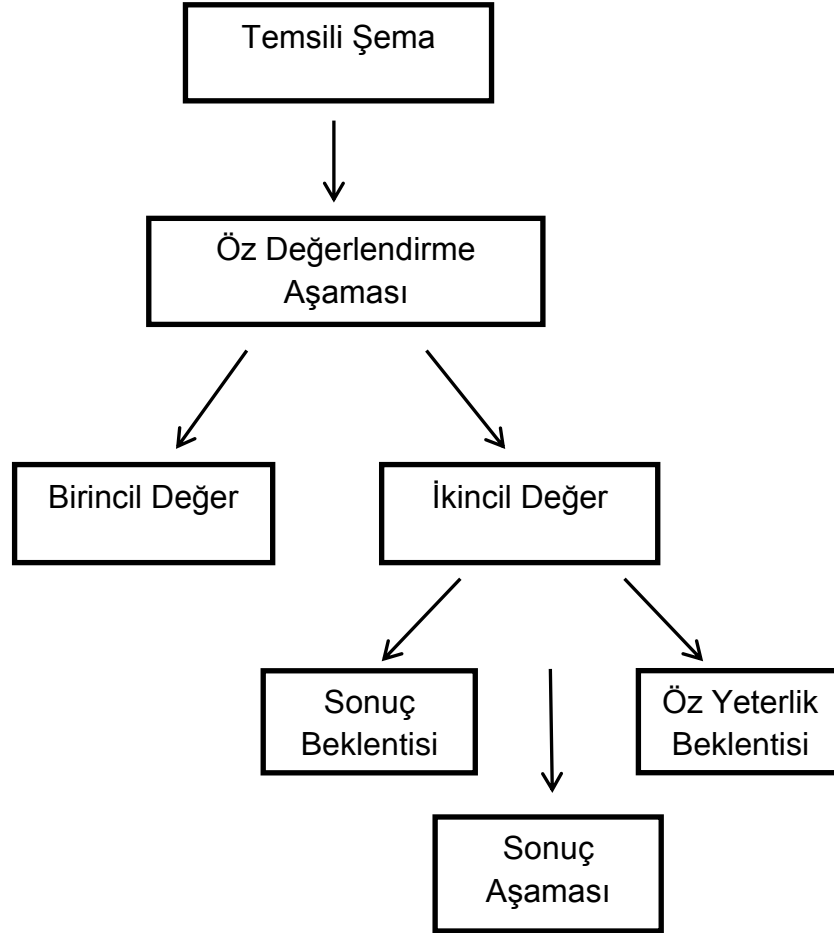 Temsili Şema
Öz Değerlendirme
Aşaması
Birincil Değer
İkincil Değer
Sonuç
Beklentisi
Öz Yeterlik
Beklentisi
Sonuç
Aşaması